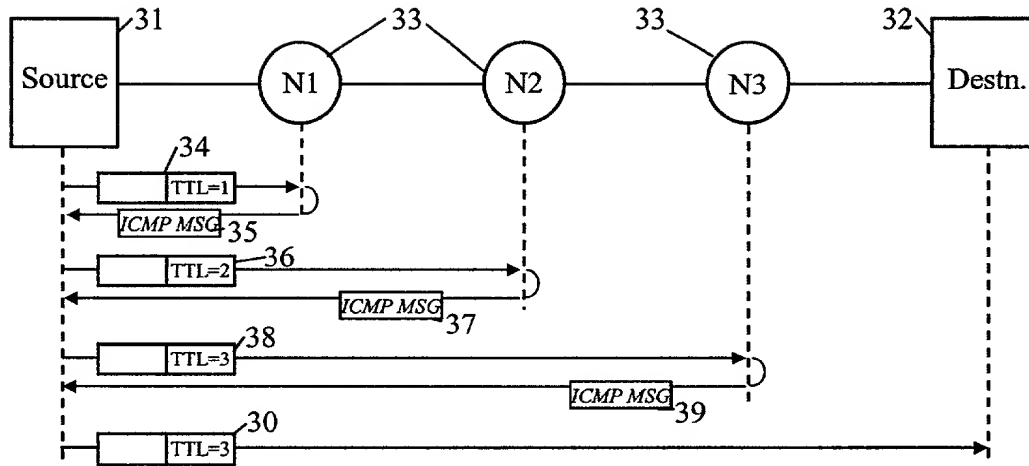 31
33
33
32
Source
N1
N2
N3
Destn.
34
TTL=1
ICMP MSG
35
TTL=2
36
ICMP MSG
37
TTL=3
38
ICMP MSG
39
30
TTL=3